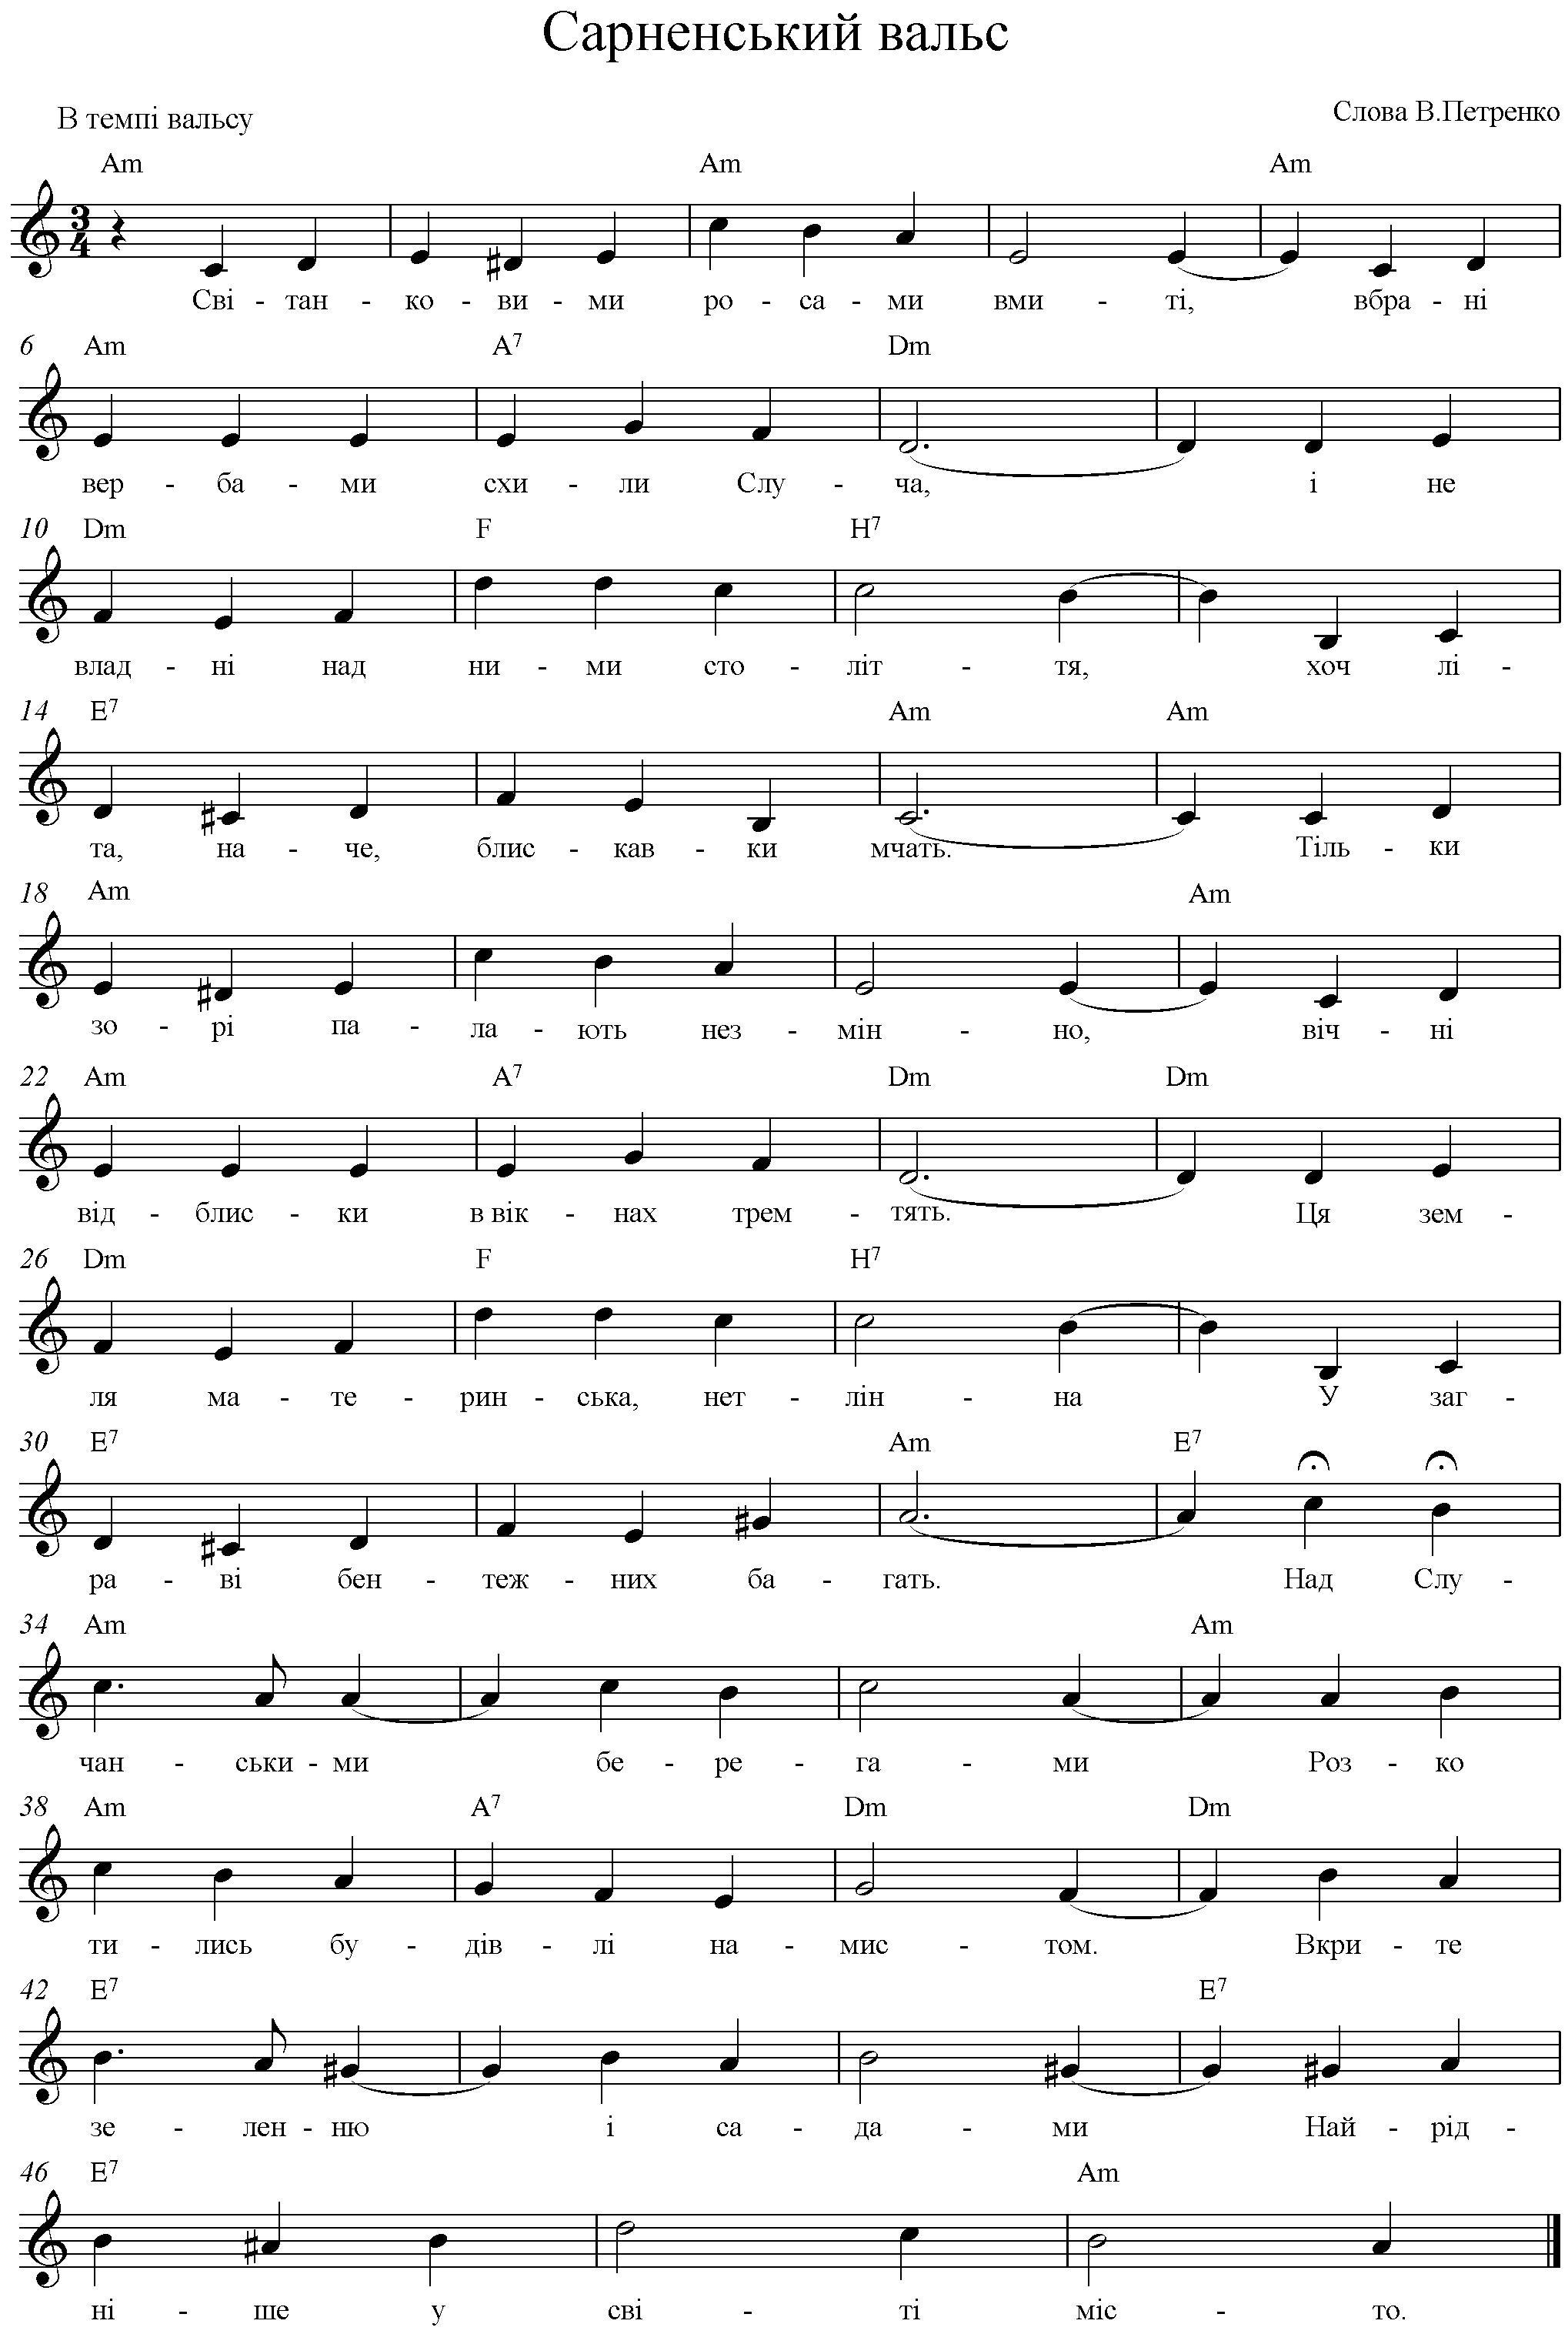 Сарненський вальс
В темпі вальсу
Слова В.Петренко
Am Am Am
3
4
Сві - тан - ко - ви - ми ро - са - ми вми - ті, вбра - ні
6 Am A7 Dm
вер - ба - ми схи - ли Слу - ча, і не
10 Dm F H7
влад - ні над ни - ми сто - літ - тя, хоч лі -
14 E7 Am Am
та, на - че, блис - кав - ки мчать. Тіль - ки
18 Am Am
зо - рі па - ла - ють нез - мін - но, віч - ні
22 Am A7 Dm Dm
від - блис - ки в вік - нах трем - тять. Ця зем -
26 Dm F H7
ля ма - те - рин - ська, нет - лін - на У заг -
30 E7 Am E7
ра - ві бен - теж - них ба - гать. Над Слу -
34 Am Am
чан - ськи - ми бе - ре - га - ми Роз - ко
38 Am A7 Dm Dm
ти - лись бу - дів - лі на - мис - том. Вкри - те
42 E7 E7
зе - лен - ню і са - да - ми Най - рід -
46 E7 Am
ні - ше у сві - ті міс - то.